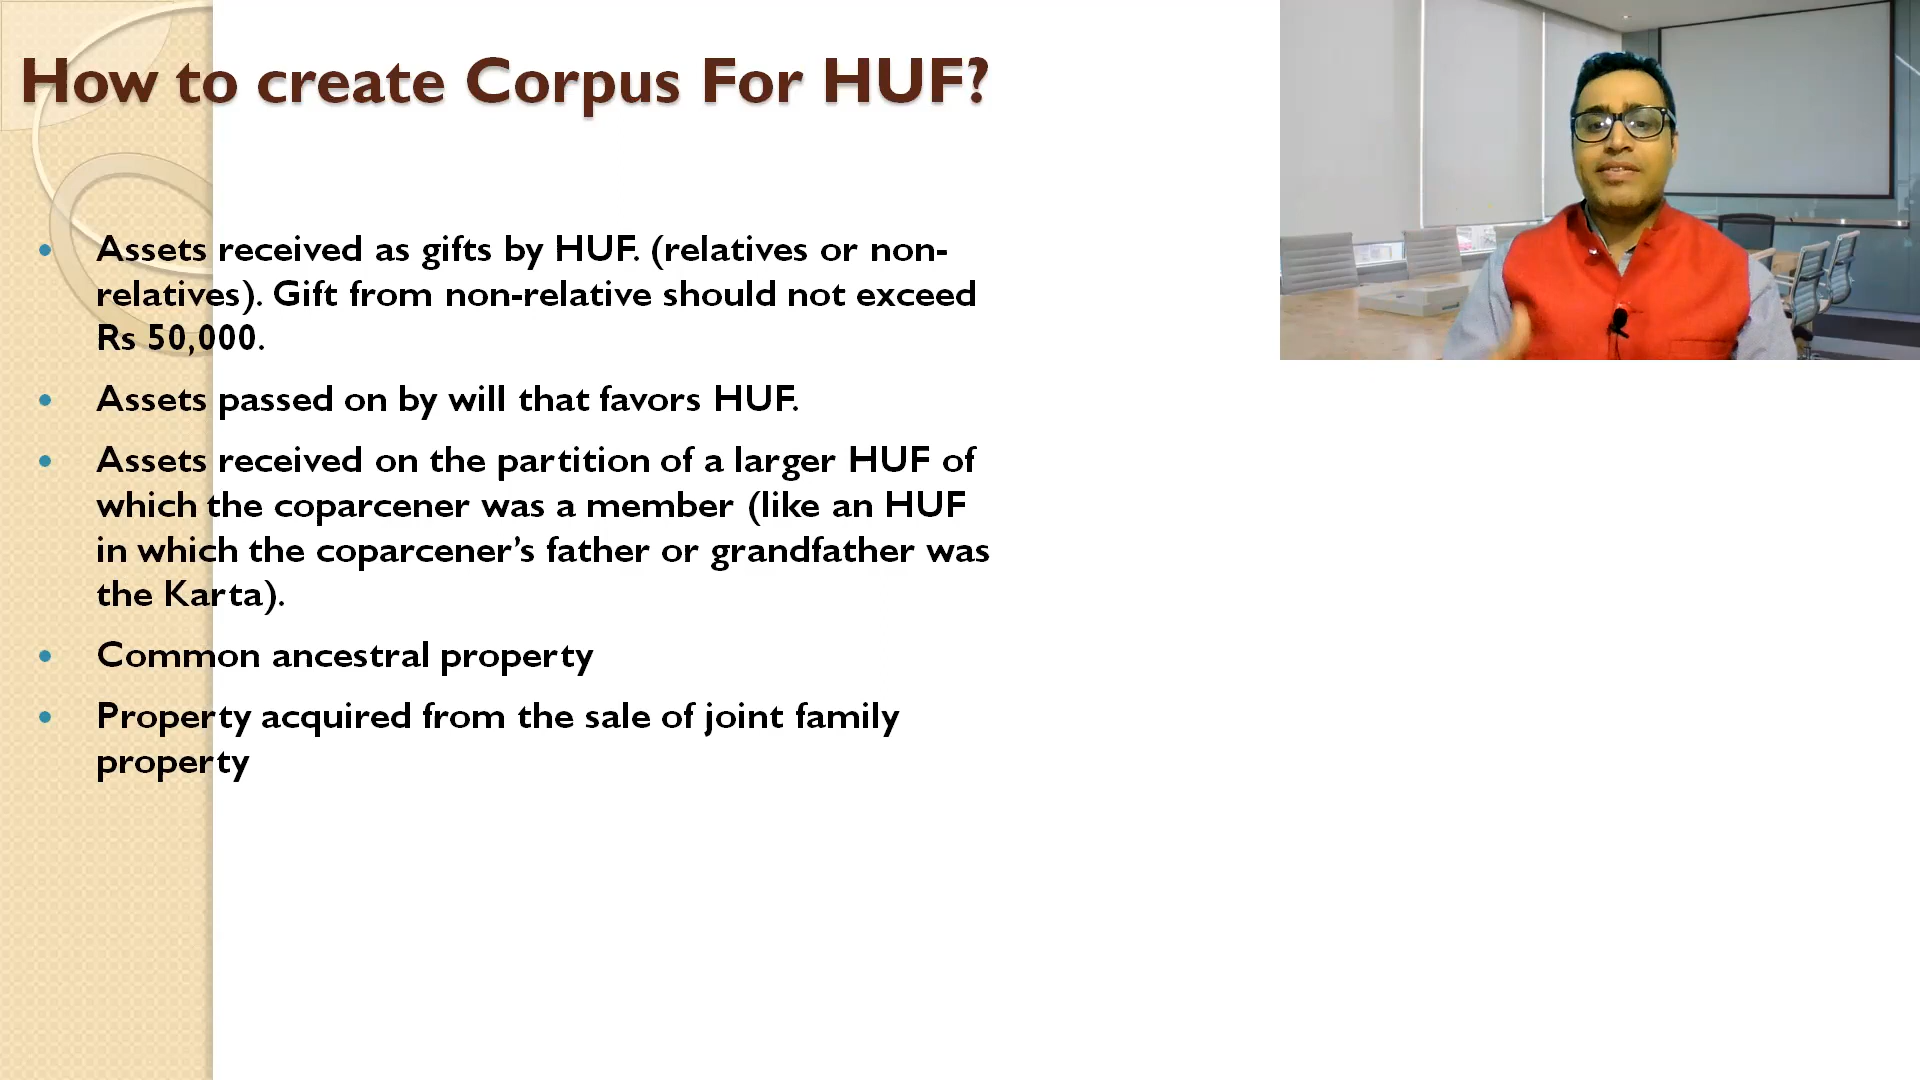 How to create Corpus For HUF?
• Assets received as gifts by HUF. (relatives or non-
relatives). Gift from non-relative should not exceed
Rs 50,000.
• Assets passed on by will that favors HUF.
• Assets received on the partition of a larger HUF of
which the coparcener was a member (like an HUF
in which the coparcener’s father or grandfather was
the Karta).
• Common ancestral property
• Property acquired from the sale of joint family
property